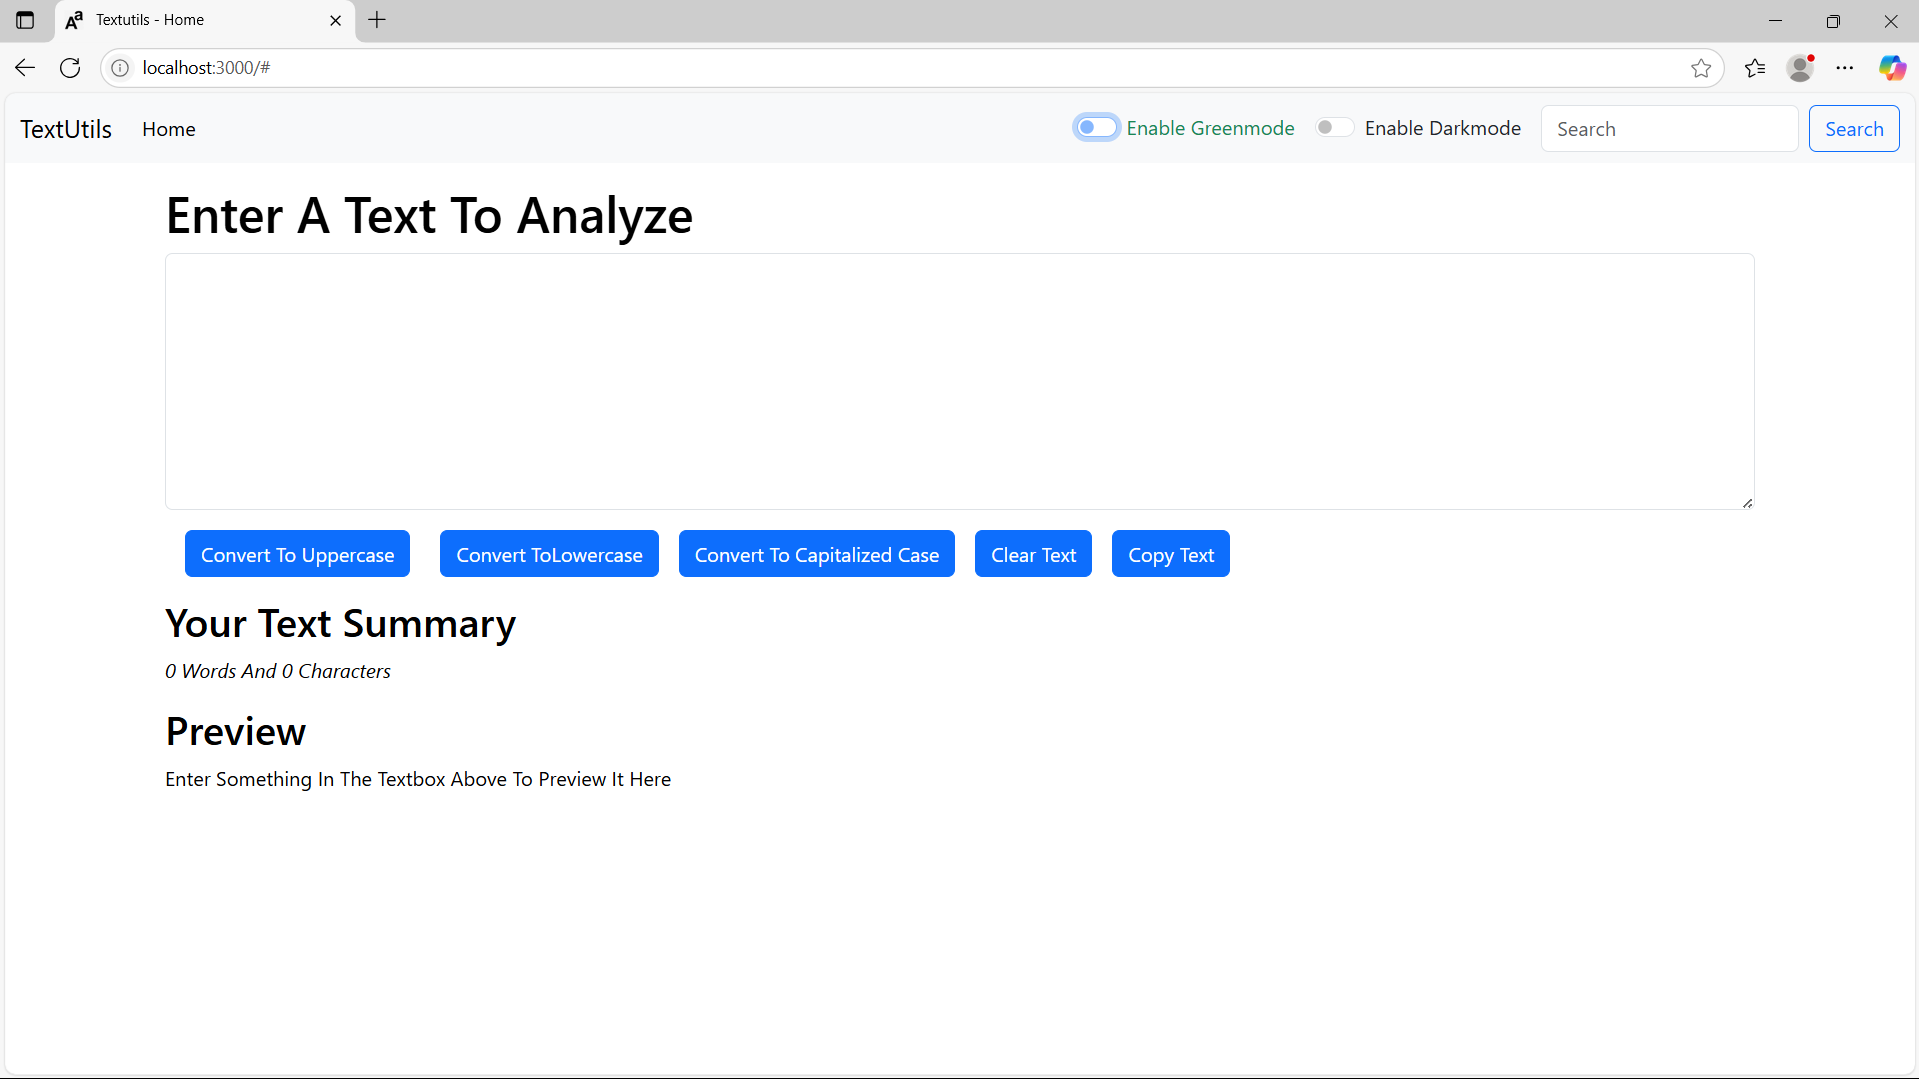 Textutils - Home
localhost:3000/#
TextUtils Home Enable Greenmode Enable Darkmode Search Search
Enter A Text To Analyze
Convert To Uppercase Convert ToLowercase Convert To Capitalized Case Clear Text Copy Text
Your Text Summary
0 Words And 0 Characters
Preview
Enter Something In The Textbox Above To Preview It Here